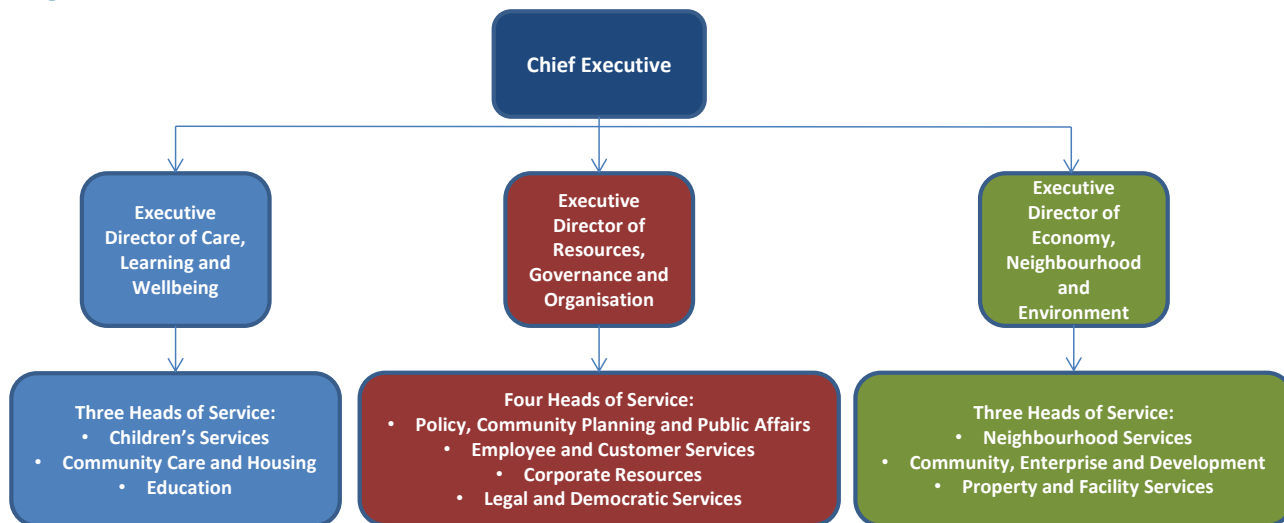 Chief Executive
Executive
Director of Care,
Learning and
Wellbeing
Executive
Director of
Resources,
Governance and
Organisation
Executive
Director of
Economy,
Neighbourhood
and
Environment
Three Heads of Service:
• Children's Services
• Community Care and Housing
• Education
Four Heads of Service:
• Policy, Community Planning and Public Affairs
• Employee and Customer Services
• Corporate Resources
• Legal and Democratic Services
Three Heads of Service:
• Neighbourhood Services
• Community, Enterprise and Development
• Property and Facility Services